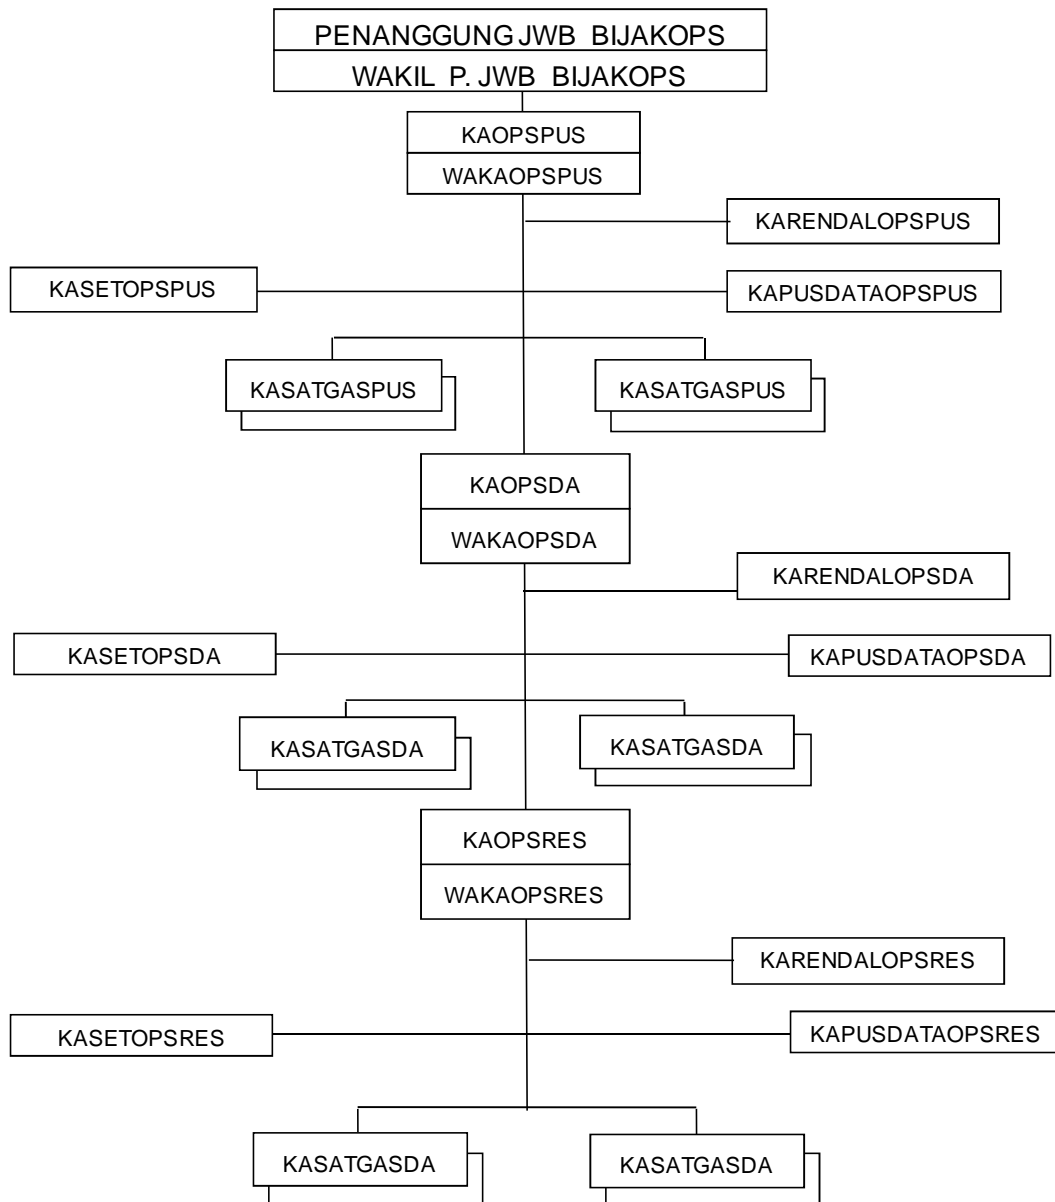 PENANGGUNG JWB BIJAKOPS
WAKIL P. JWB BIJAKOPS
KAOPSPUS
WAKAOPSPUS
KARENDALOPSPUS
KASETOPSPUS
KAPUSDATAOPSPUS
KASATGASPUS
KASATGASPUS
KAOPSDA
WAKAOPSDA
KARENDALOPSDA
KASETOPSDA
KAPUSDATAOPSDA
KASATGASDA
KASATGASDA
KAOPSRES
WAKAOPSRES
KARENDALOPSRES
KASETOPSRES
KAPUSDATAOPSRES
KASATGASDA
KASATGASDA